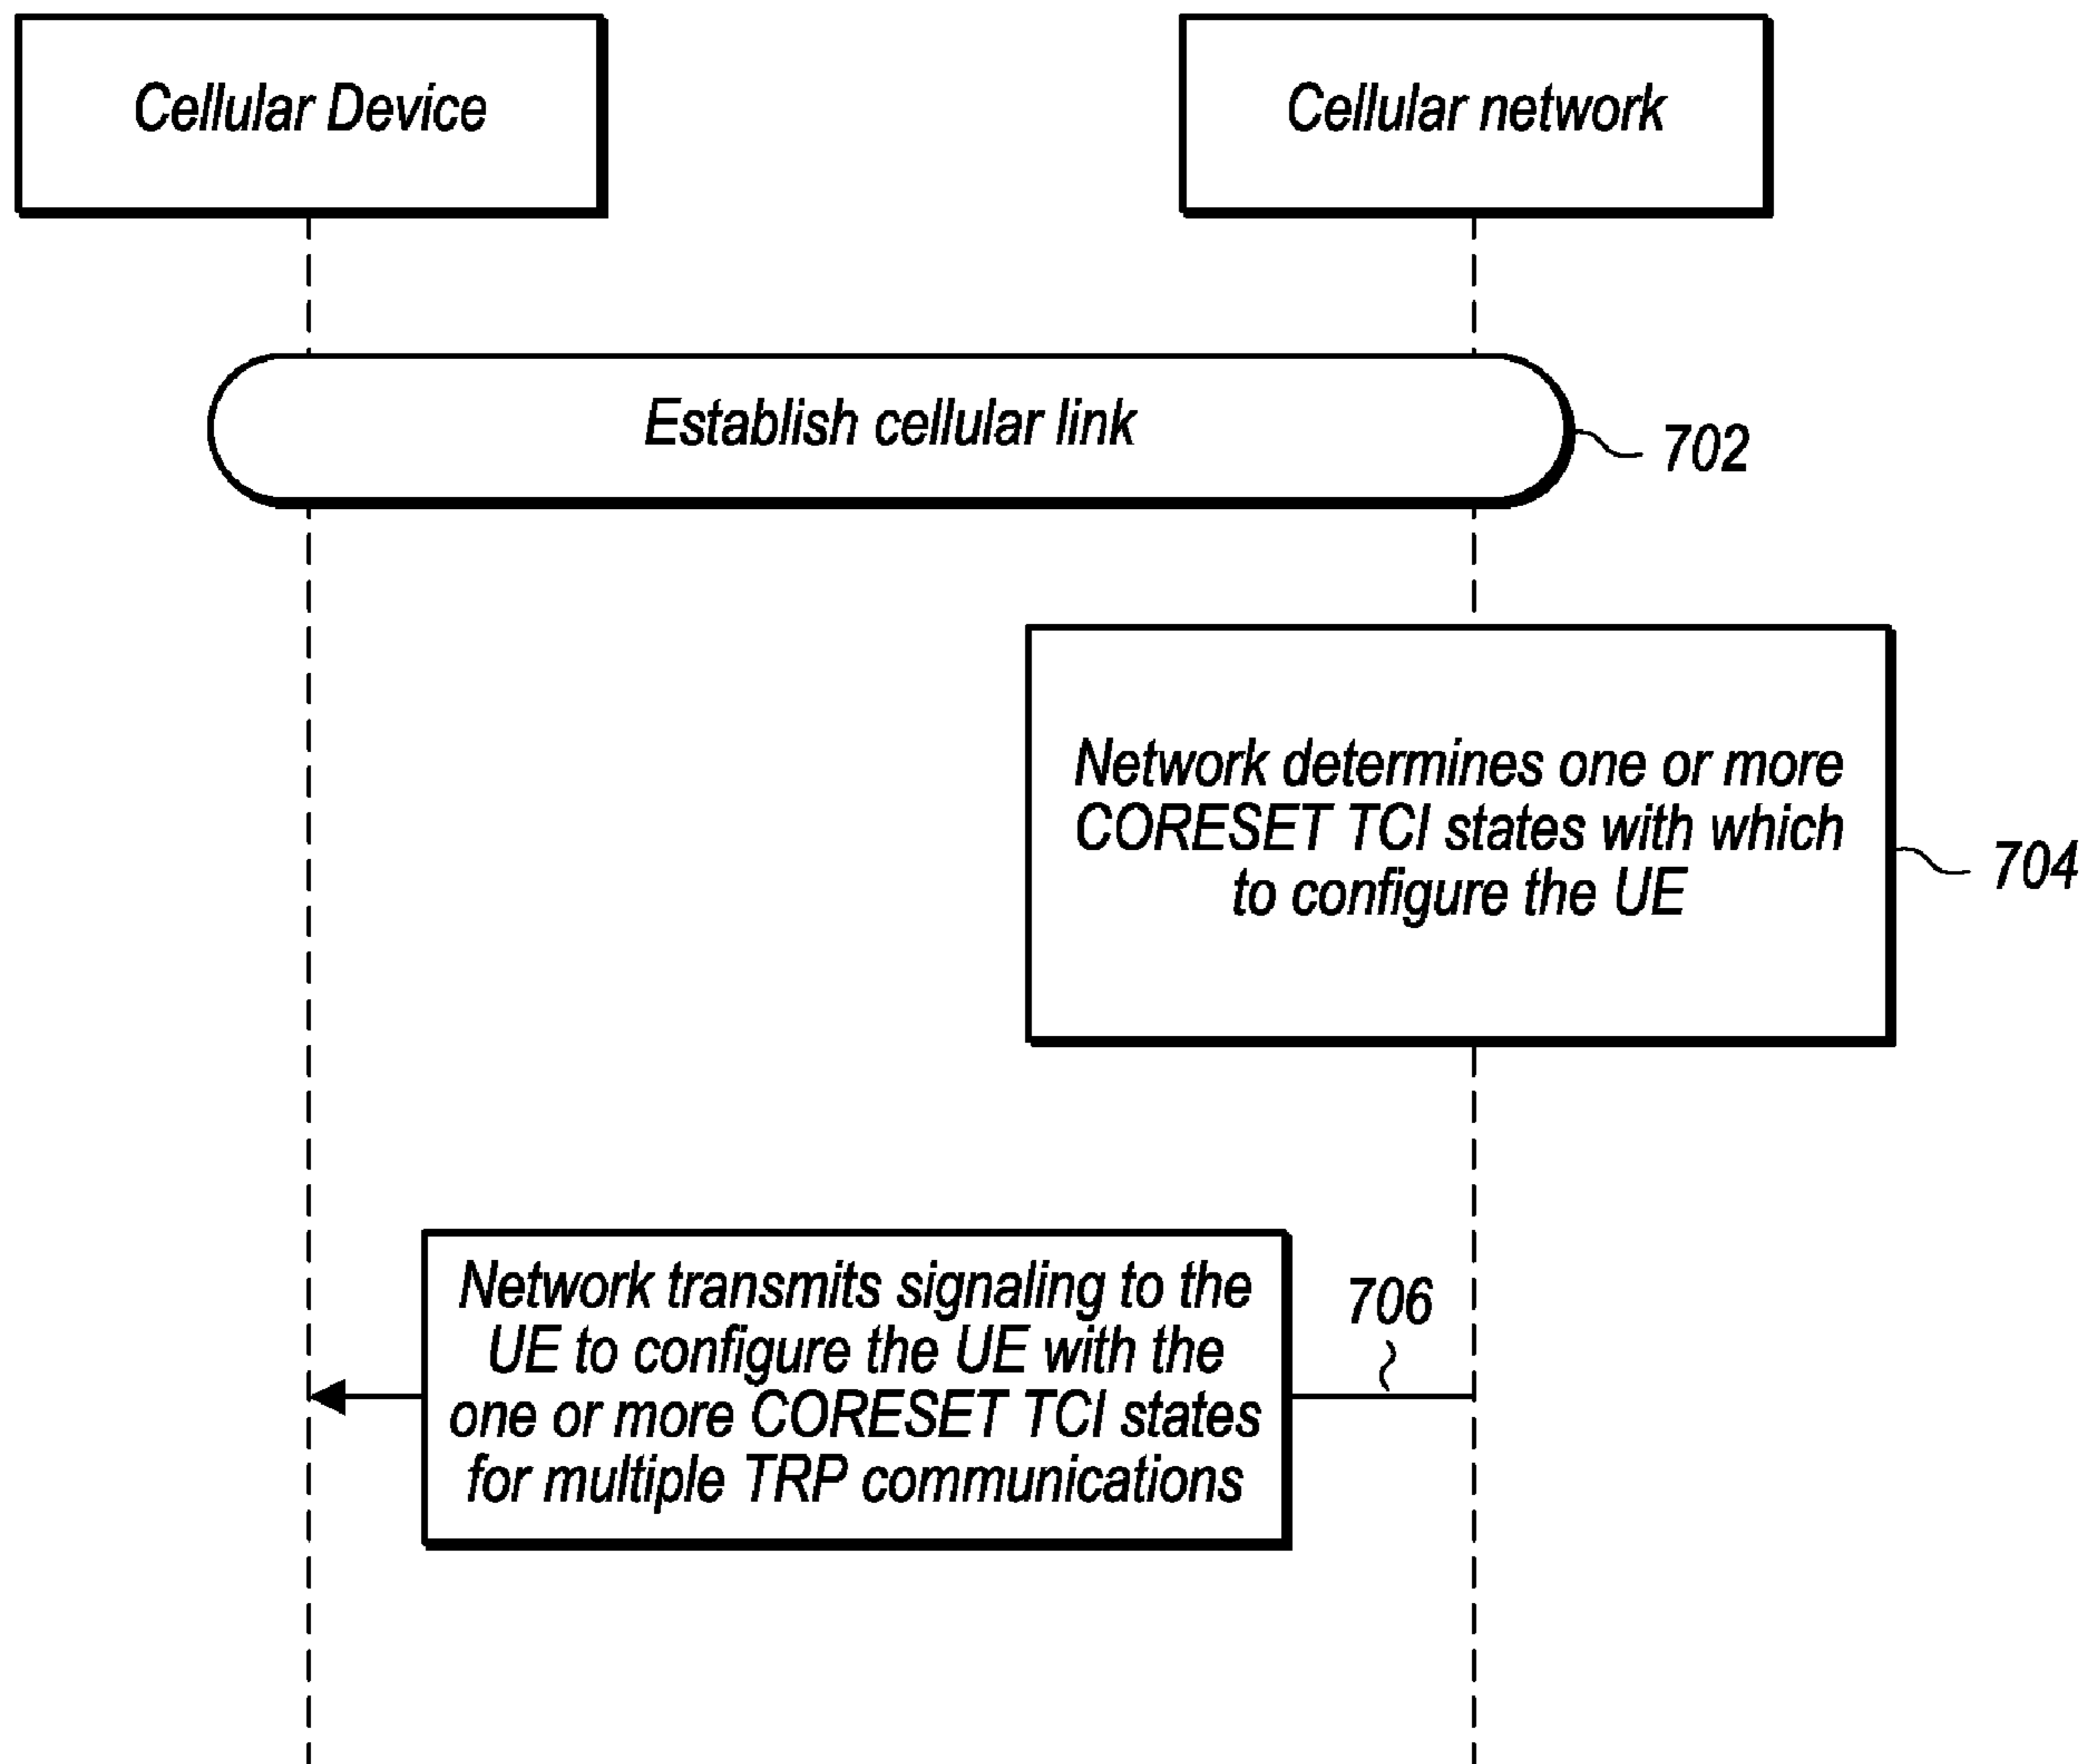 Cellular Device
Cellular network
Establish cellular link
702
Network determines one or more
CORESET TCI states with which
to configure the UE
704
Network transmits signaling to the
UE to configure the UE with the
one or more CORESET TCI states
for multiple TRP communications
706